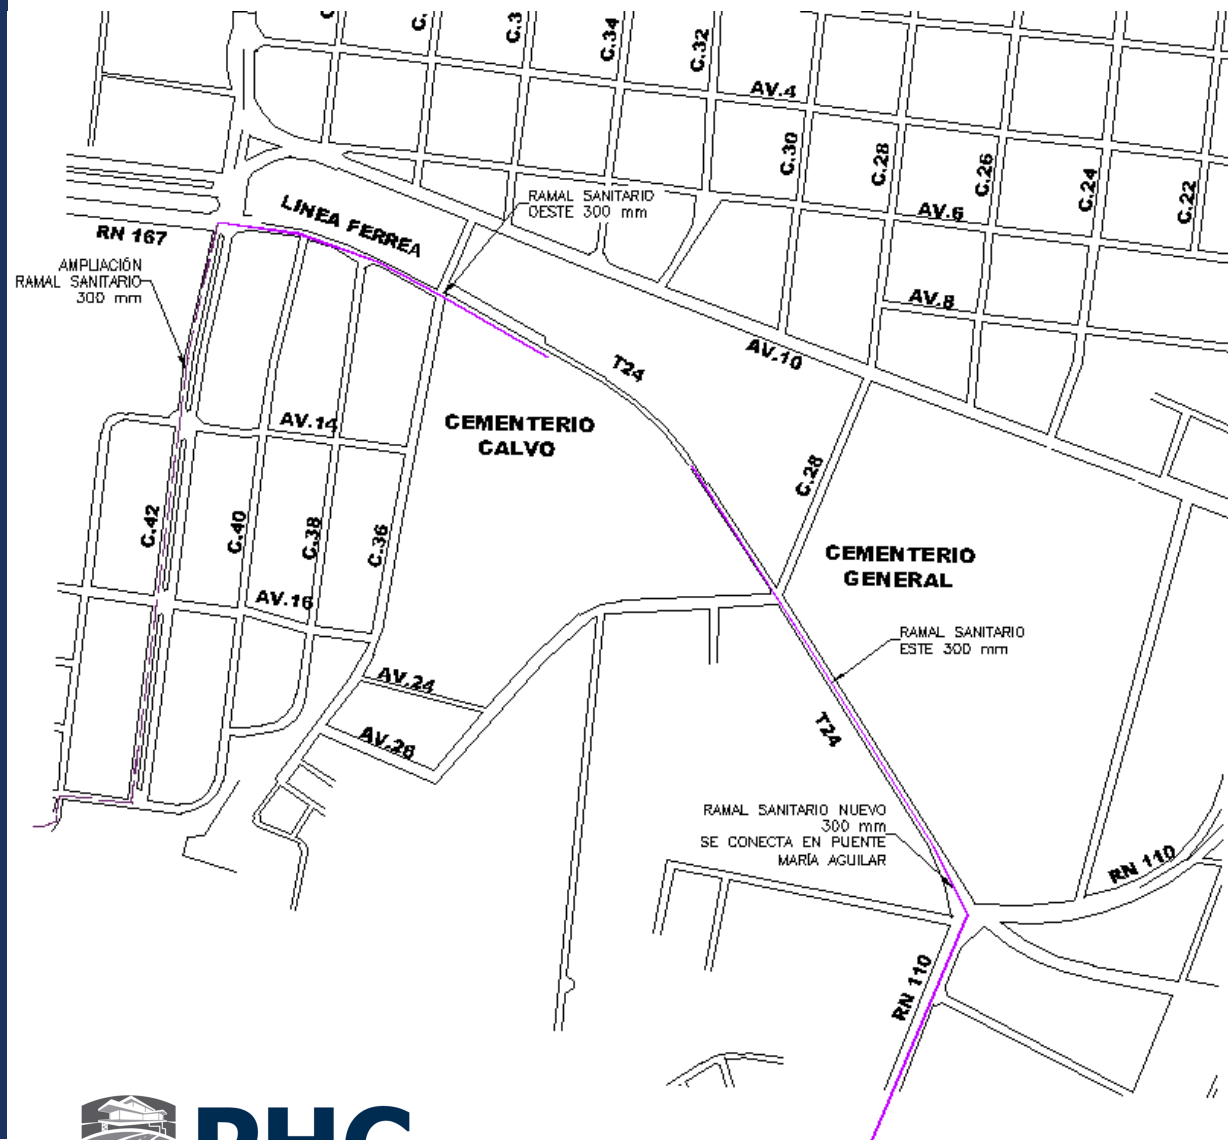 C.34
C.32
AV.4
C.30
C.28
C.26
C.24
C.22
RAMAL SANITARIO
OESTE 300 mm
AV.6
LINEA FERREA
RN 167
AMPLIACIÓN
RAMAL SANITARIO
300 mm
AV.8
AV.10
T24
AV.14
CEMENTERIO
CALVO
C.28
C.42
C.40
C.38
C.36
CEMENTERIO
GENERAL
AV.16
RAMAL SANITARIO
ESTE 300 mm
AV.24
AV.26
T24
RAMAL SANITARIO NUEVO
300 mm
SE CONECTA EN PUENTE
MARÍA AGUILAR
RN 110
RN 110
PHC